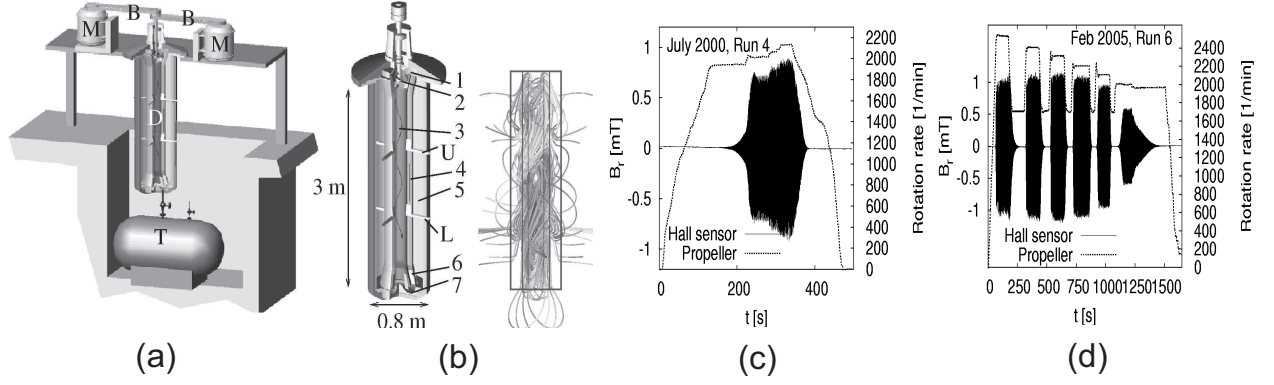 B
B
M
M
D
T
(a)
1
2
3
U
4
5
L
6
7
3 m
0.8 m
(b)
July 2000, Run 4
1
0.5
0
-0.5
-1
B_r [mT]
2200
2000
1800
1600
1400
1200
1000
800
600
400
200
0
Rotation rate [1/min]
Hall sensor
Propeller
0 200 400
t [s]
(c)
Feb 2005, Run 6
1
0.5
0
-0.5
-1
B_r [mT]
2400
2200
2000
1800
1600
1400
1200
1000
800
600
400
200
0
Rotation rate [1/min]
Hall sensor
Propeller
0 250 500 750 1000 1250 1500
t [s]
(d)